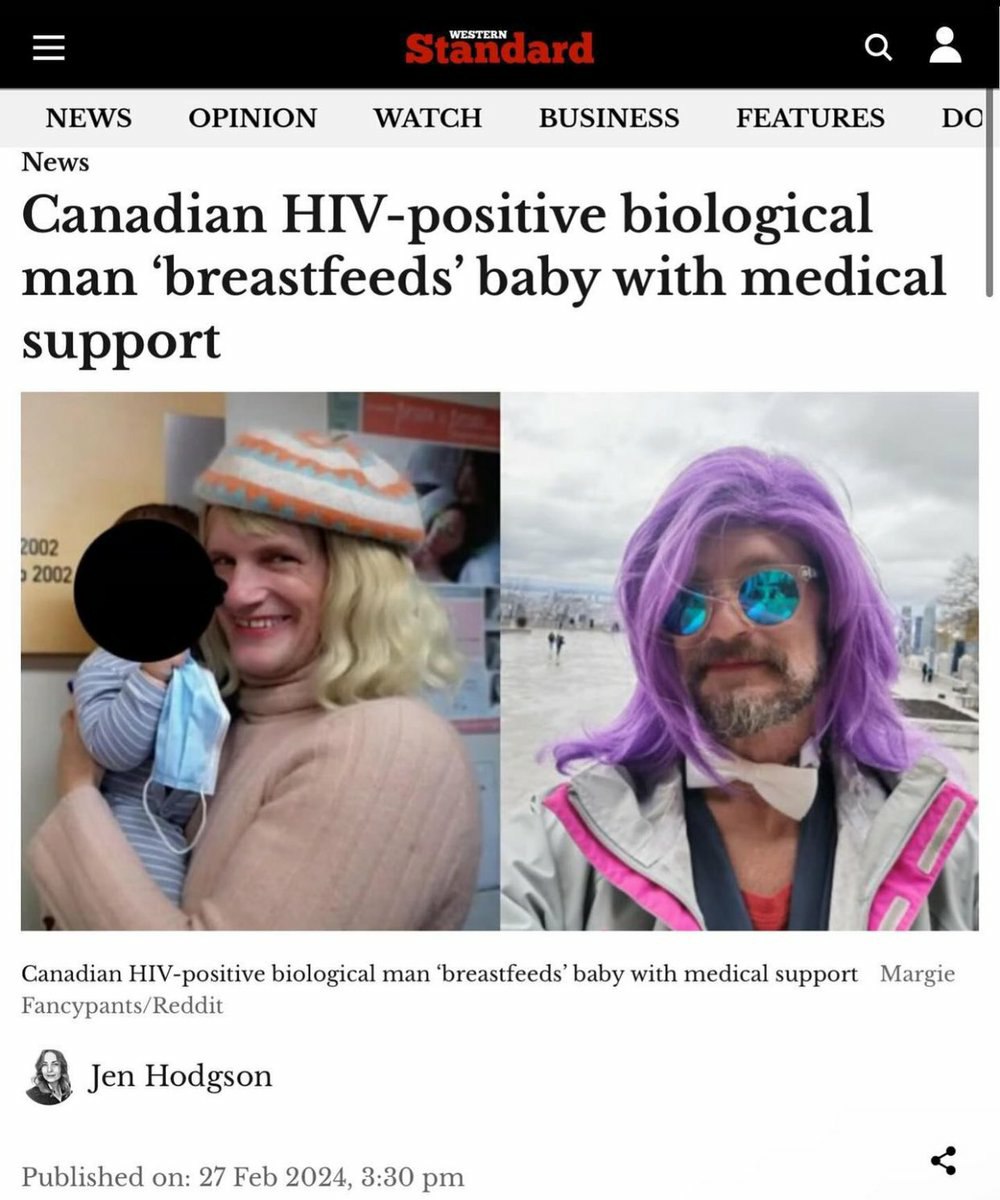 WESTERN
Standard
NEWS OPINION WATCH BUSINESS FEATURES DO
News
Canadian HIV-positive biological
man ‘breastfeeds’ baby with medical
support
2002
2002
Canadian HIV-positive biological man ‘breastfeeds’ baby with medical support Margie
Fancypants/Reddit
Jen Hodgson
Published on: 27 Feb 2024, 3:30 pm